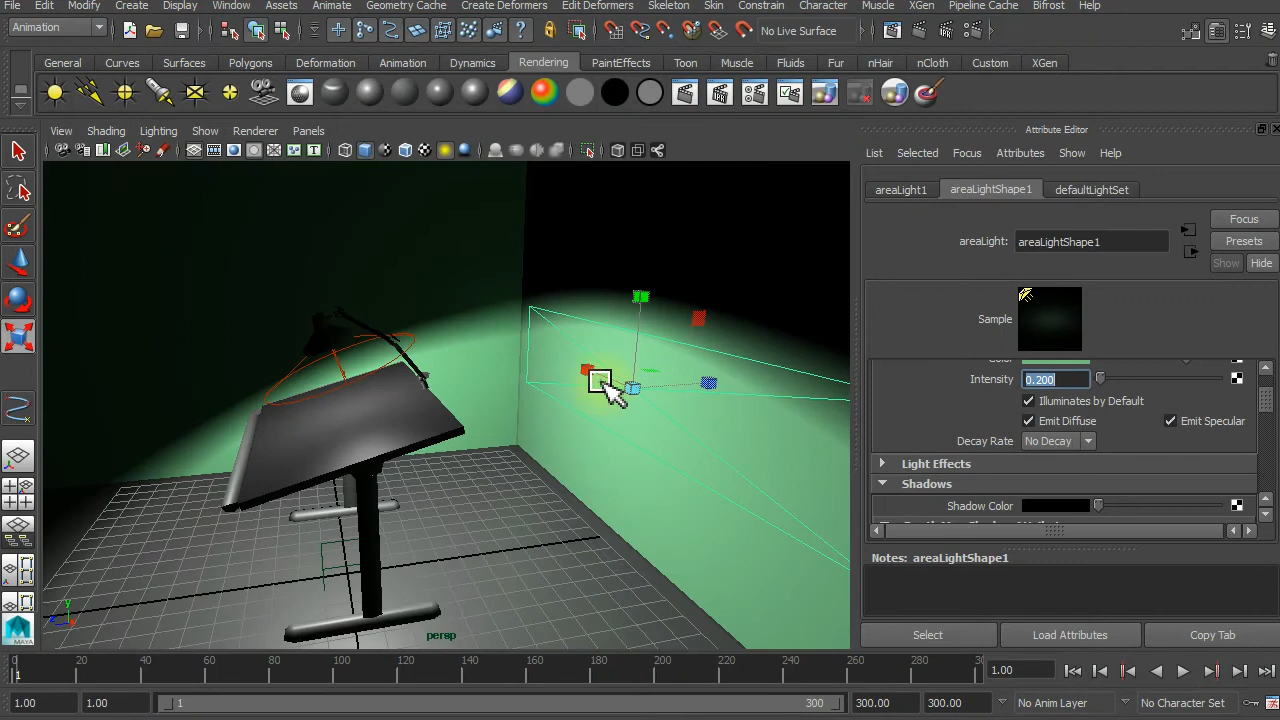 File Edit Modify Create Display Window Assets Animate Geometry Cache Create Deformers Edit Deformers Skeleton Skin Constrain Character Muscle XGen Pipeline Cache Bifrost Help
Animation
No Live Surface
General Curves Surfaces Polygons Deformation Animation Dynamics Rendering PaintEffects Toon Muscle Fluids Fur nHair nCloth Custom XGen
View Shading Lighting Show Renderer Panels
Attribute Editor
List Selected Focus Attributes Show Help
areaLight1 areaLightShape1 defaultLightSet
Focus
areaLight: areaLightShape1
Presets
Show Hide
Sample
Intensity 0.200
Illuminates by Default
Emit Diffuse
Emit Specular
Decay Rate No Decay
Light Effects
Shadows
Shadow Color
Notes: areaLightShape1
Select Load Attributes Copy Tab
persp
y
z
MAYA
0 20 40 60 80 100 120 140 160 180 200 220 240 260 280 30
1
1.00
1.00 1.00 1 300 300.00 300.00 No Anim Layer No Character Set